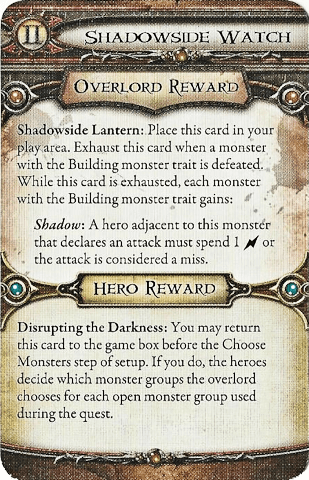 II
SHADOWSIDE WATCH
OVERLORD REWARD
Shadowside Lantern: Place this card in your
play area. Exhaust this card when a monster
with the Building monster trait is defeated.
While this card is exhausted, each monster
with the Building monster trait gains:
Shadow: A hero adjacent to this monster
that declares an attack must spend 1 or
the attack is considered a miss.
HERO REWARD
Disrupting the Darkness: You may return
this card to the game box before the Choose
Monsters step of setup. If you do, the heroes
decide which monster groups the overlord
chooses for each open monster group used
during the quest.